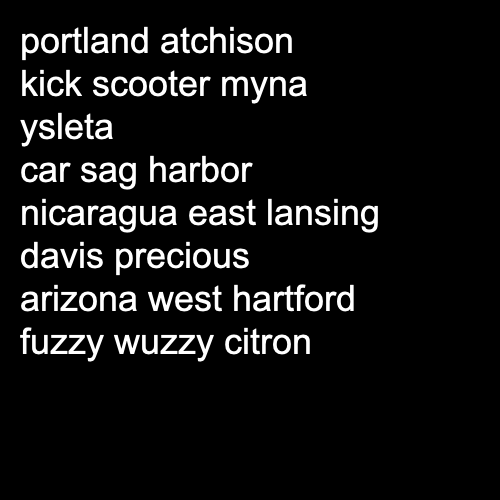 portland atchison
kick scooter myna
ysleta
car sag harbor
nicaragua east lansing
davis precious
arizona west hartford
fuzzy wuzzy citron